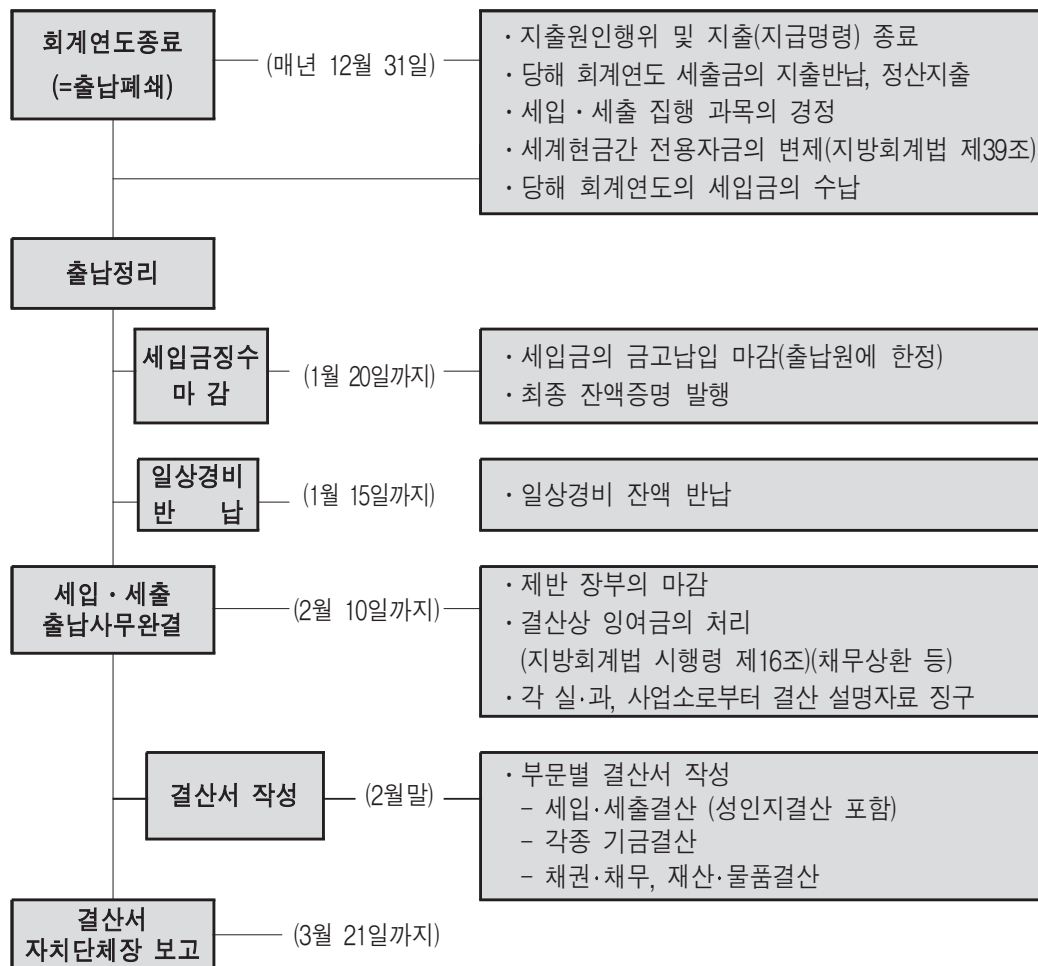 회계연도종료
(=출납폐쇄)
(매년 12월 31일)
· 지출원인행위 및 지출(지급명령) 종료
· 당해 회계연도 세출금의 지출반납, 정산지출
· 세입 · 세출 집행 과목의 경정
· 세계현금간 전용자금의 변제(지방회계법 제39조)
· 당해 회계연도의 세입금의 수납
출납정리
세입금징수
마 감
(1월 20일까지)
· 세입금의 금고납입 마감(출납원에 한정)
· 최종 잔액증명 발행
일상경비
반 납
(1월 15일까지)
· 일상경비 잔액 반납
세입 · 세출
출납사무완결
(2월 10일까지)
· 제반 장부의 마감
· 결산상 잉여금의 처리
(지방회계법 시행령 제16조)(채무상환 등)
· 각 실·과, 사업소로부터 결산 설명자료 징구
결산서 작성
(2월말)
· 부문별 결산서 작성
- 세입·세출결산 (성인지결산 포함)
- 각종 기금결산
- 채권·채무, 재산·물품결산
결산서
자치단체장 보고
(3월 21일까지)